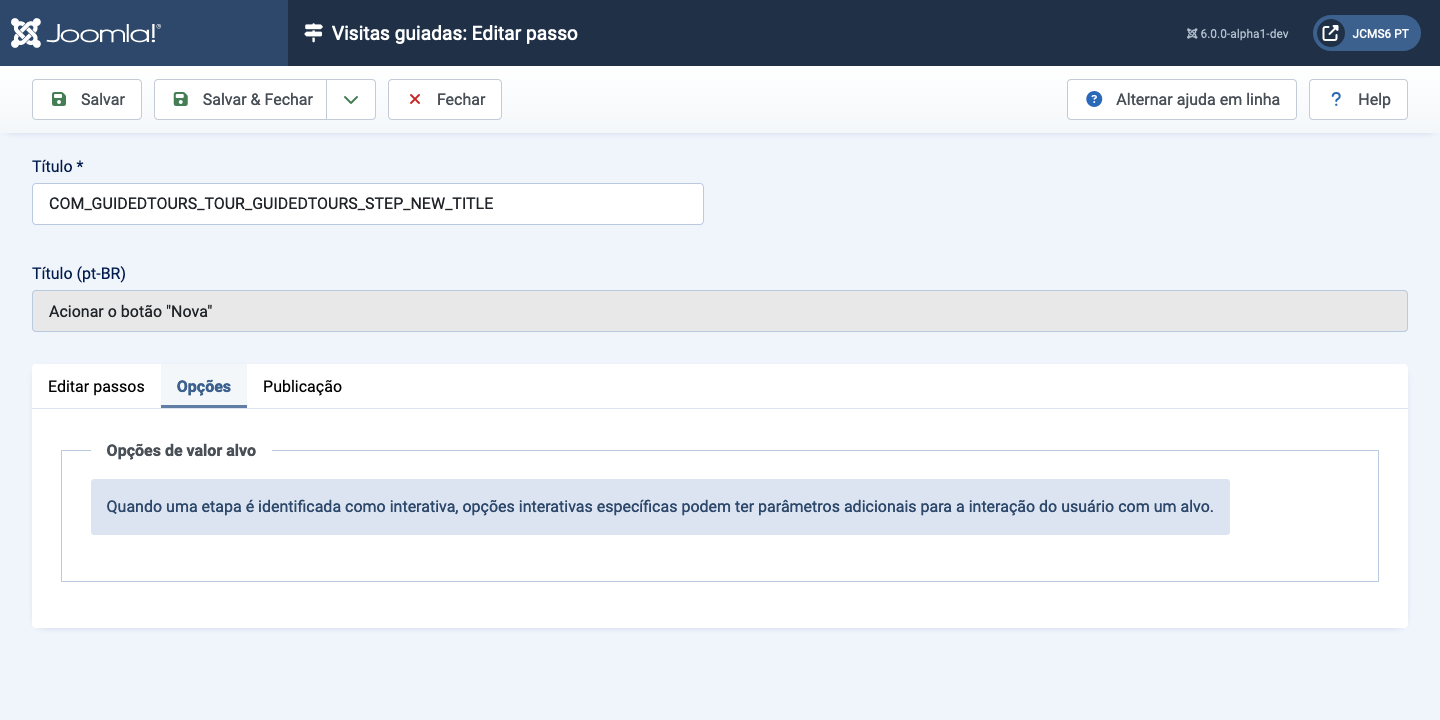 Joomla!®
Visitas guiadas: Editar passo
6.0.0-alpha1-dev
JCMS6 PT
Salvar
Salvar & Fechar
Fechar
Alternar ajuda em linha
? Help
Título *
COM_GUIDEDTOURS_TOUR_GUIDEDTOURS_STEP_NEW_TITLE
Título (pt-BR)
Acionar o botão "Nova"
Editar passos
Opções
Publicação
Opções de valor alvo
Quando uma etapa é identificada como interativa, opções interativas específicas podem ter parâmetros adicionais para a interação do usuário com um alvo.